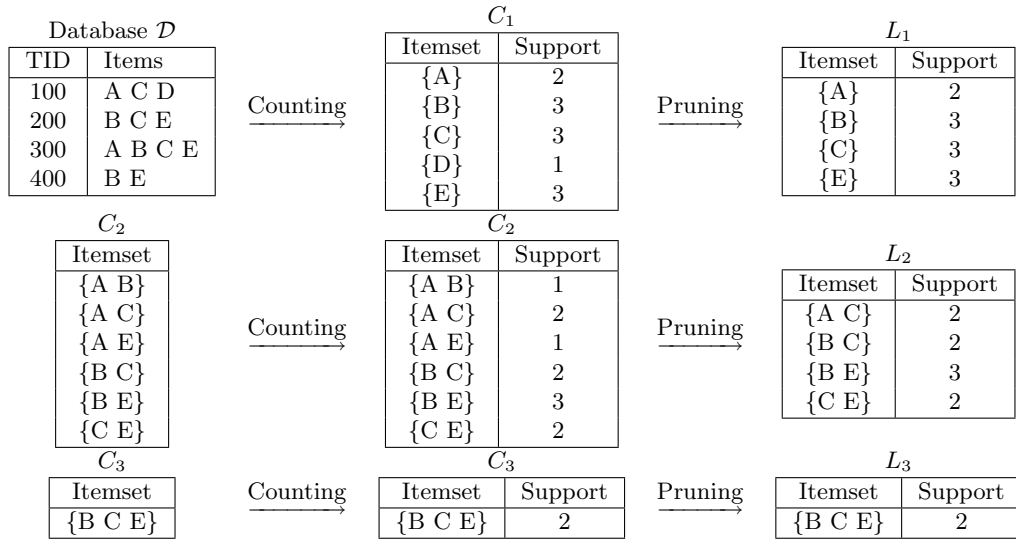 Database D
TID Items
100 A C D
200 B C E
300 A B C E
400 B E
Counting
C1
Itemset Support
{A} 2
{B} 3
{C} 3
{D} 1
{E} 3
Pruning
L1
Itemset Support
{A} 2
{B} 3
{C} 3
{E} 3
C2
Itemset
{A B}
{A C}
{A E}
{B C}
{B E}
{C E}
Counting
C2
Itemset Support
{A B} 1
{A C} 2
{A E} 1
{B C} 2
{B E} 3
{C E} 2
Pruning
L2
Itemset Support
{A C} 2
{B C} 2
{B E} 3
{C E} 2
C3
Itemset
{B C E}
Counting
C3
Itemset Support
{B C E} 2
Pruning
L3
Itemset Support
{B C E} 2